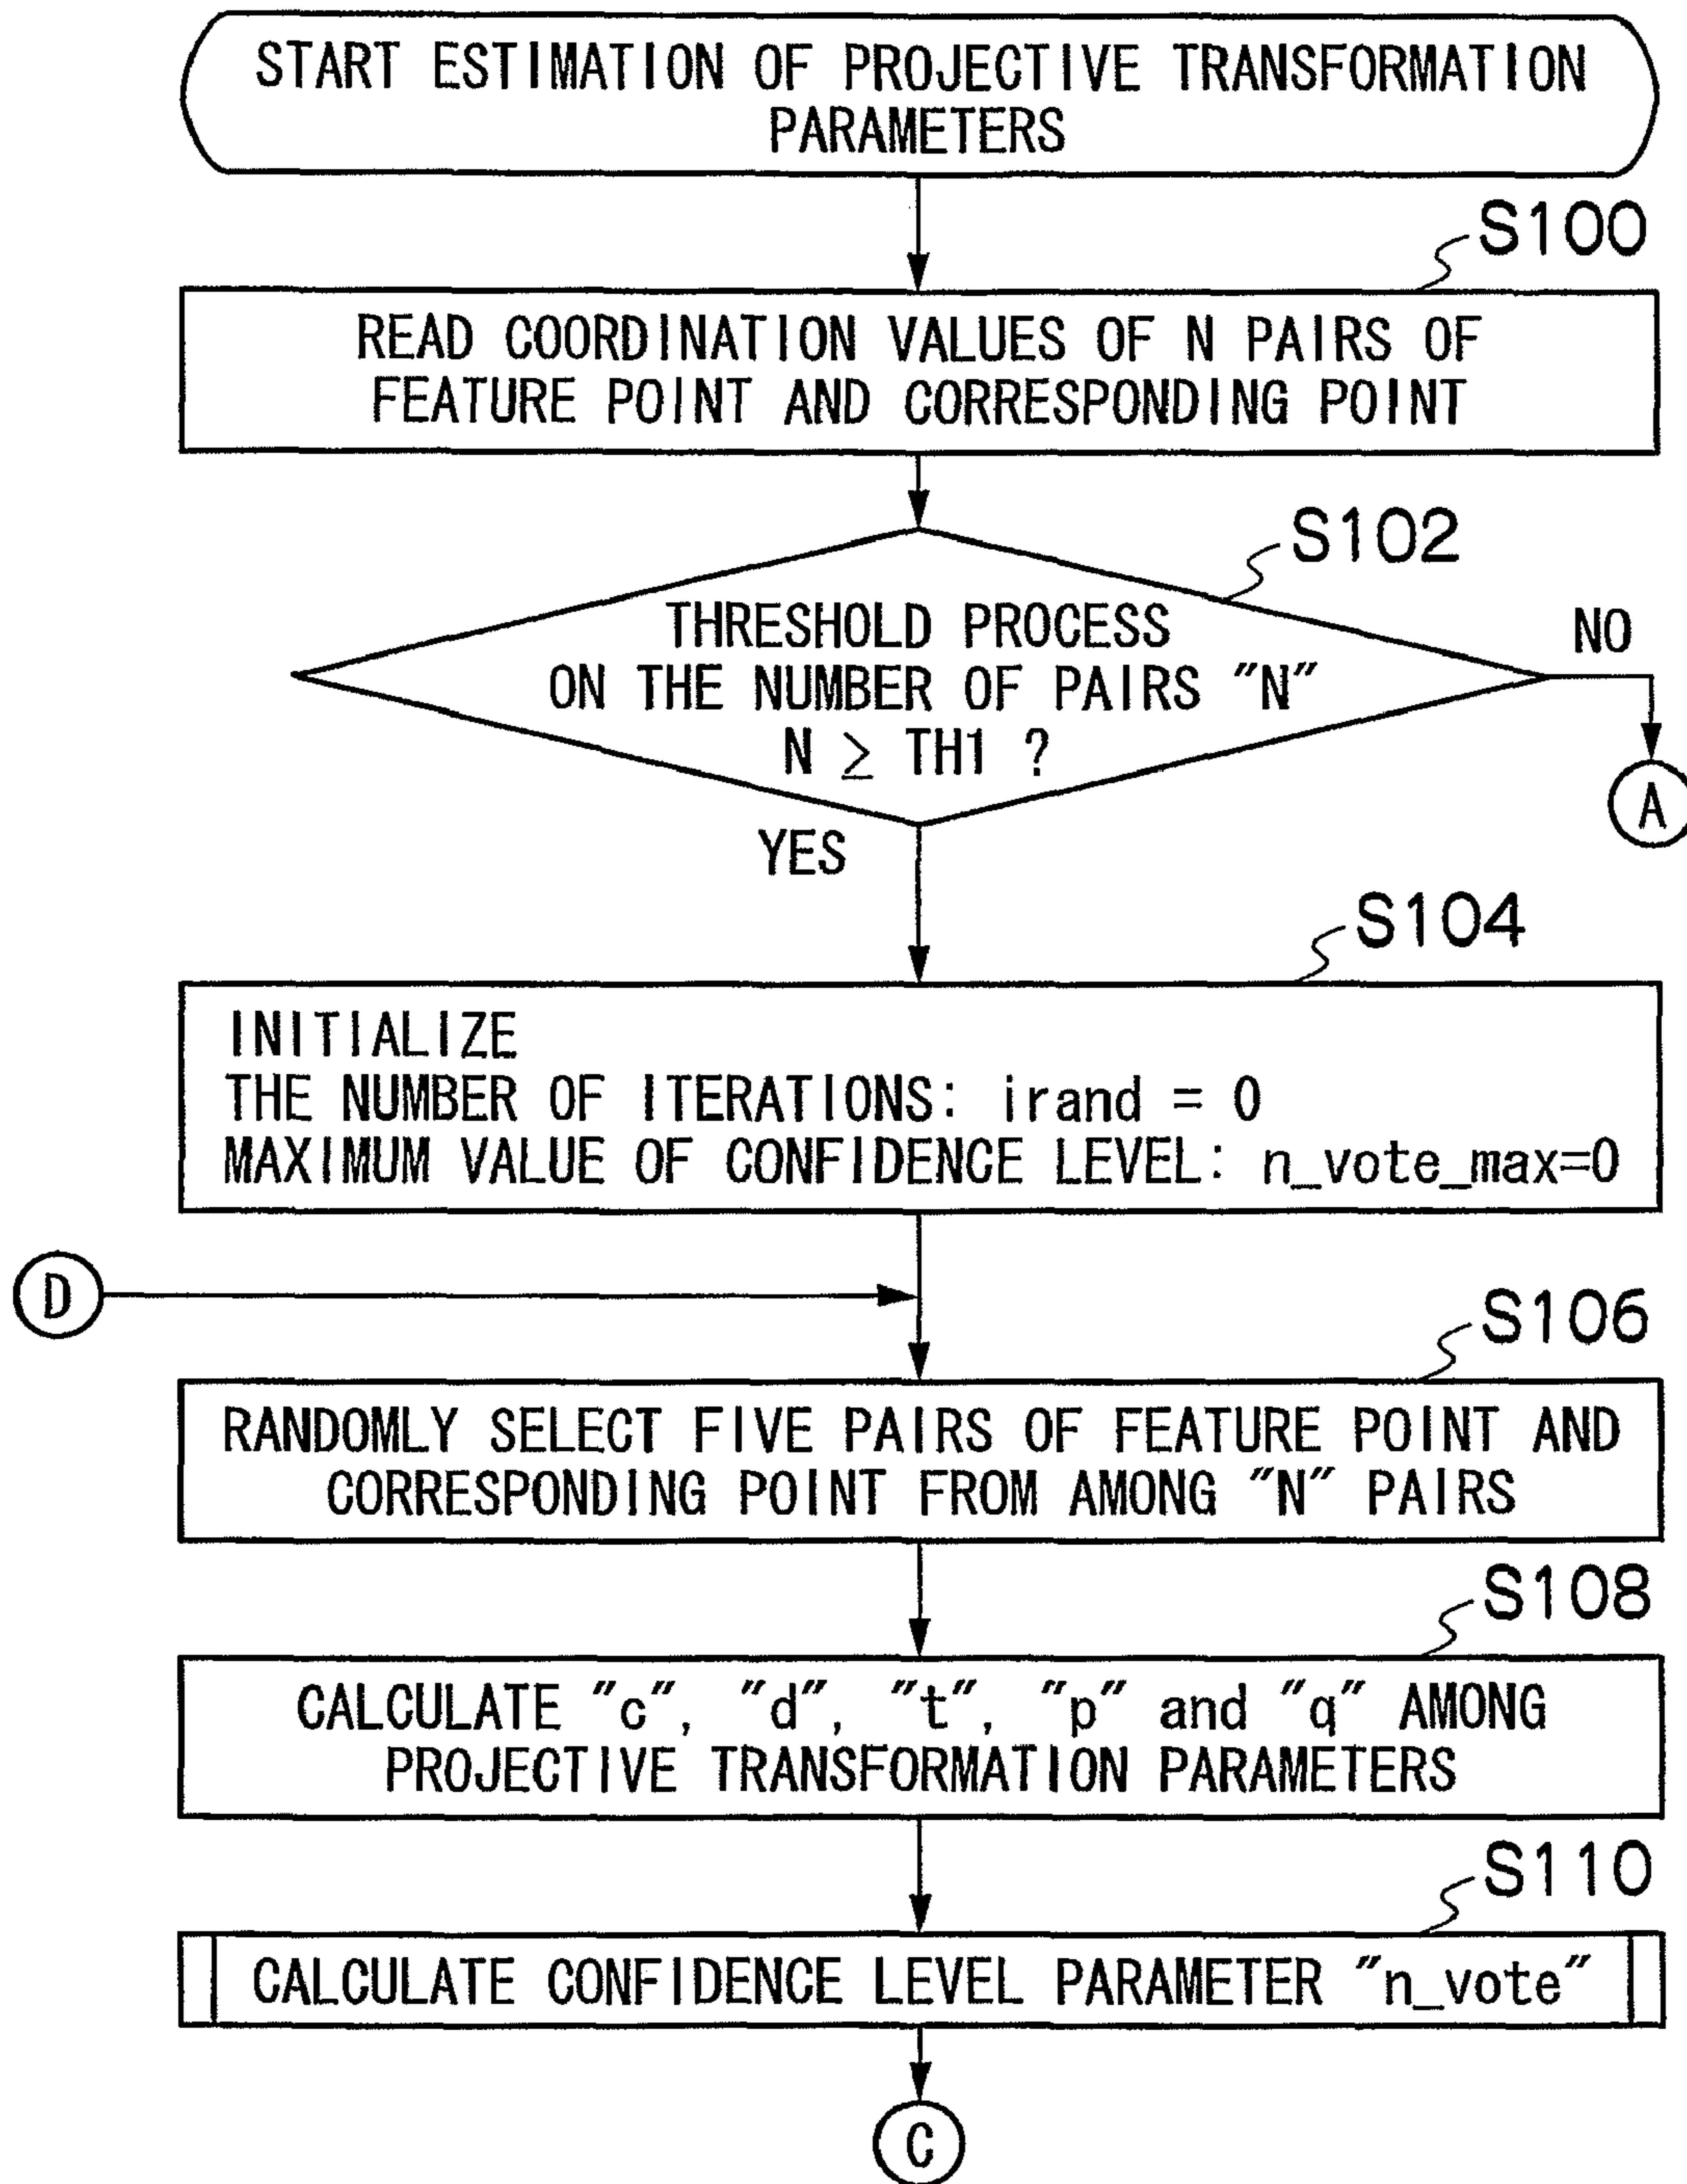 START ESTIMATION OF PROJECTIVE TRANSFORMATION
PARAMETERS
S100
READ COORDINATION VALUES OF N PAIRS OF
FEATURE POINT AND CORRESPONDING POINT
S102
THRESHOLD PROCESS
ON THE NUMBER OF PAIRS "N"
N ≥ TH1 ?
NO
A
YES
S104
INITIALIZE
THE NUMBER OF ITERATIONS: irand = 0
MAXIMUM VALUE OF CONFIDENCE LEVEL: n_vote_max=0
D
S106
RANDOMLY SELECT FIVE PAIRS OF FEATURE POINT AND
CORRESPONDING POINT FROM AMONG "N" PAIRS
S108
CALCULATE "c", "d", "t", "p" and "q" AMONG
PROJECTIVE TRANSFORMATION PARAMETERS
S110
CALCULATE CONFIDENCE LEVEL PARAMETER "n_vote"
C